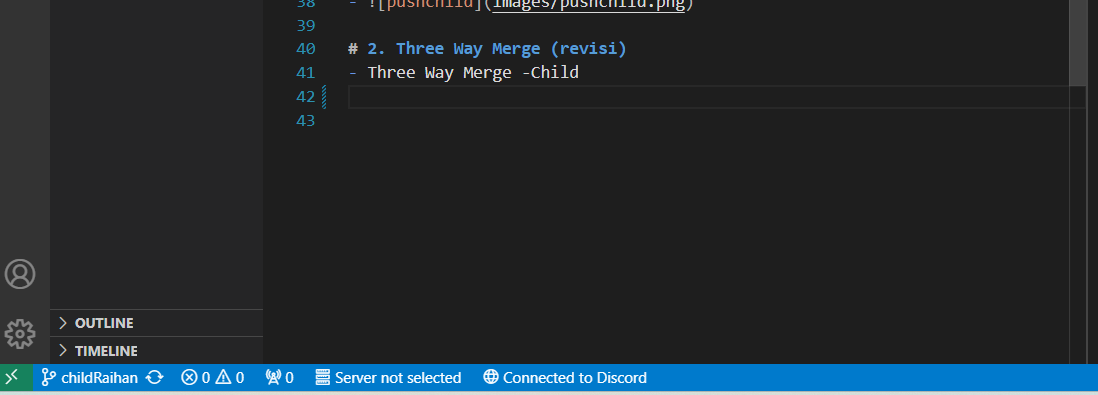 38 - ![pushchild](images/pushchild.png)
39
40 # 2. Three Way Merge (revisi)
41 - Three Way Merge -Child
42
43
OUTLINE
TIMELINE
childRaihan 0 0 0 Server not selected Connected to Discord